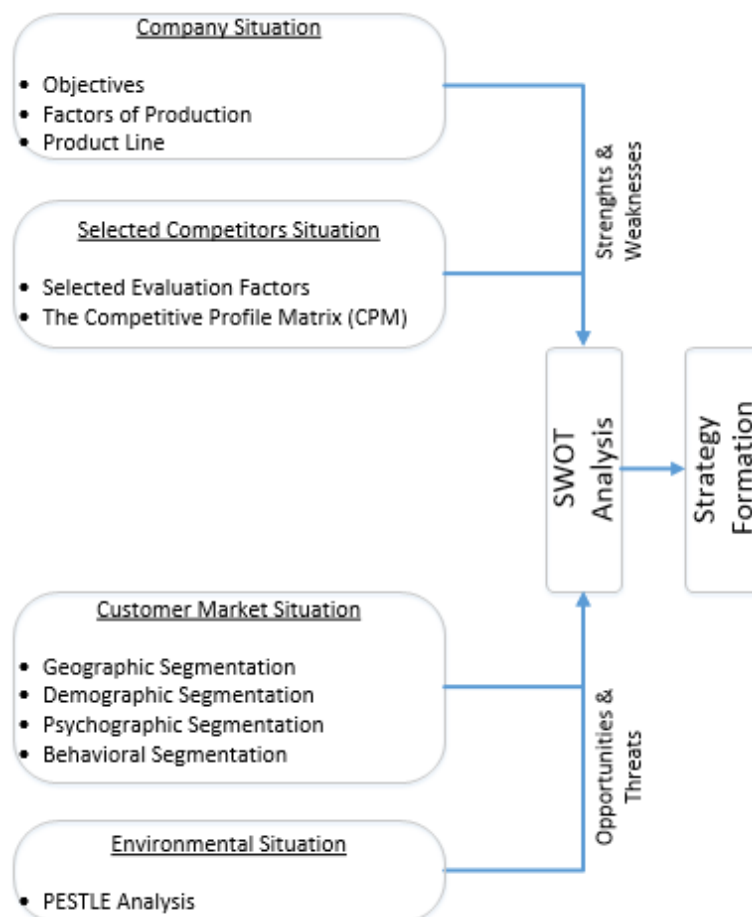 Company Situation
• Objectives
• Factors of Production
• Product Line
Selected Competitors Situation
• Selected Evaluation Factors
• The Competitive Profile Matrix (CPM)
Strenghts &
Weaknesses
SWOT
Analysis
Strategy
Formation
Customer Market Situation
• Geographic Segmentation
• Demographic Segmentation
• Psychographic Segmentation
• Behavioral Segmentation
Opportunities &
Threats
Environmental Situation
• PESTLE Analysis